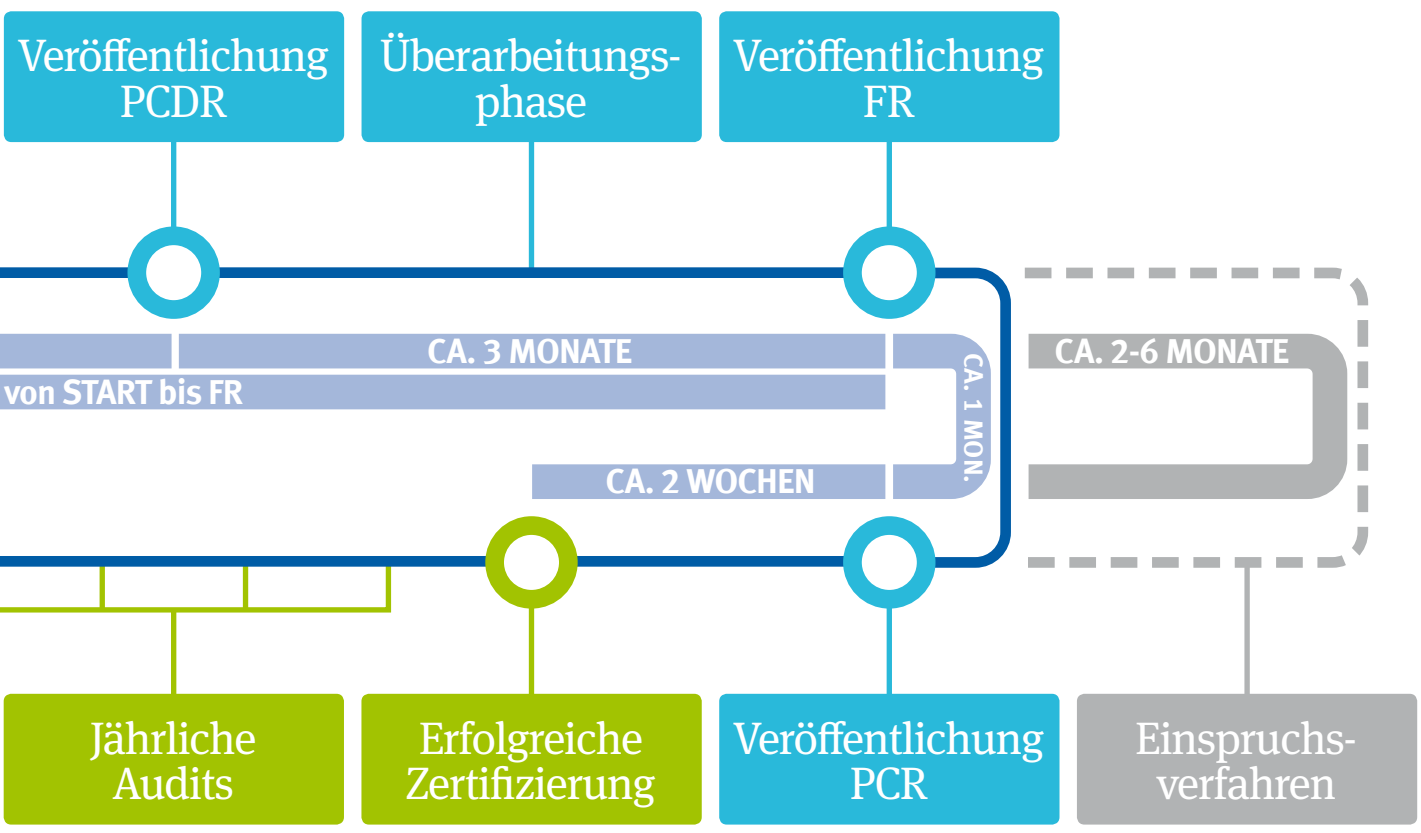 Veröffentlichung
PCDR
Überarbeitungs-
phase
Veröffentlichung
FR
CA. 3 MONATE
CA. 1 MON.
CA. 2-6 MONATE
von START bis FR
CA. 2 WOCHEN
Jährliche
Audits
Erfolgreiche
Zertifizierung
Veröffentlichung
PCR
Einspruchs-
verfahren